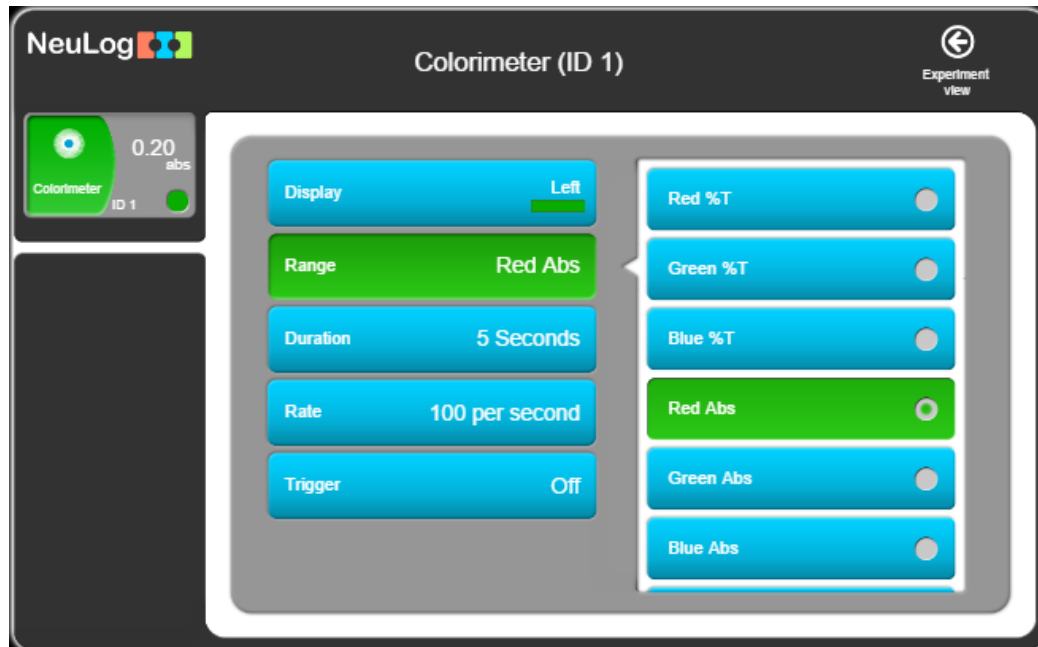 NeuLog
Colorimeter (ID 1)
Experiment
view
0.20
abs
Colorimeter
ID 1
Display Left
Range Red Abs
Duration 5 Seconds
Rate 100 per second
Trigger Off
Red %T
Green %T
Blue %T
Red Abs
Green Abs
Blue Abs